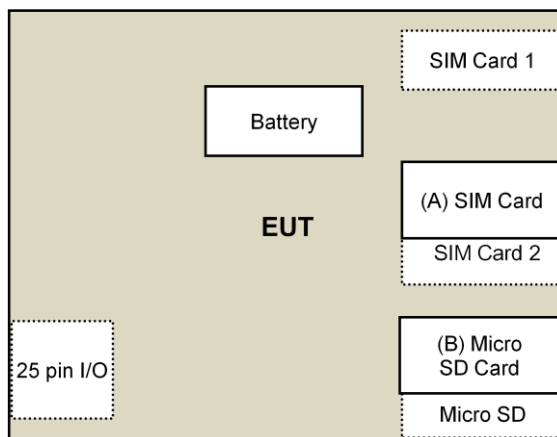 SIM Card 1
Battery
(A) SIM Card
EUT
SIM Card 2
(B) Micro
SD Card
25 pin I/O
Micro SD